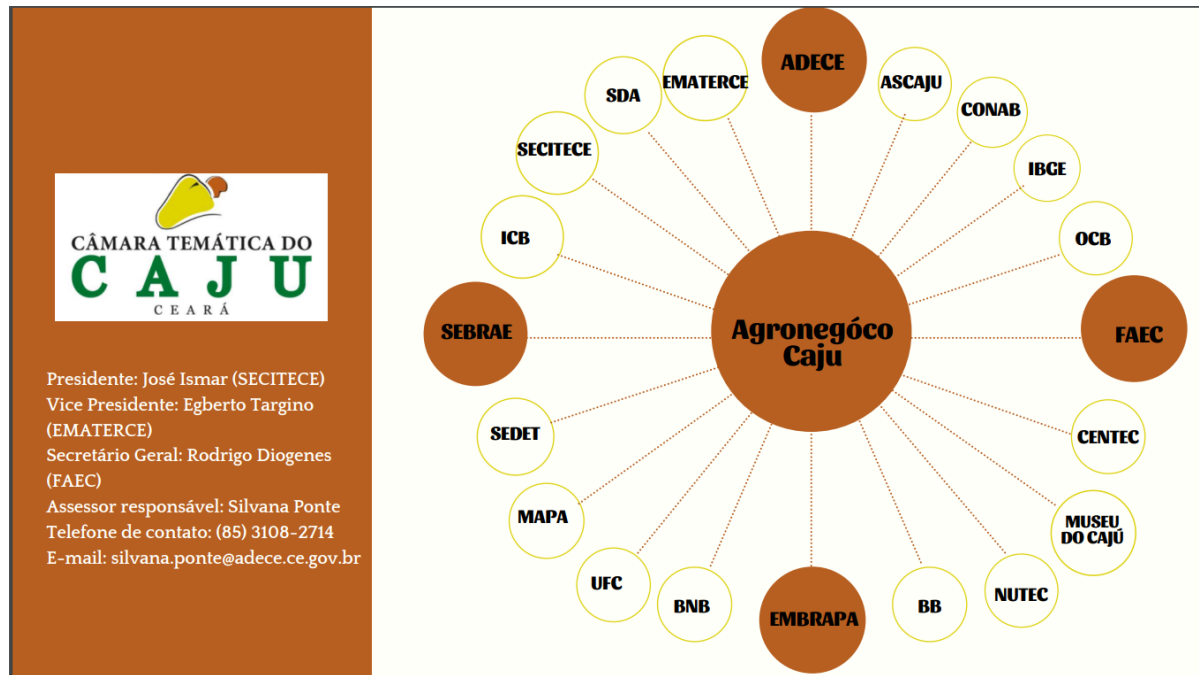 CÂMARA TEMÁTICA DO
CAJU
CEARÁ
Presidente: José Ismar (SECITECE)
Vice Presidente: Egberto Targino
(EMATERCE)
Secretário Geral: Rodrigo Diogenes
(FAEC)
Assessor responsável: Silvana Ponte
Telefone de contato: (85) 3108-2714
E-mail: silvana.ponte@adece.ce.gov.br
Agronegóco
Caju
ADECE
ASCAJU
CONAB
IBGE
OCB
FAEC
CENTEC
MUSEU
DO CAJÚ
NUTEC
BB
EMBRAPA
BNB
UFC
MAPA
SEDET
SEBRAE
ICB
SECITECE
SDA
EMATERCE